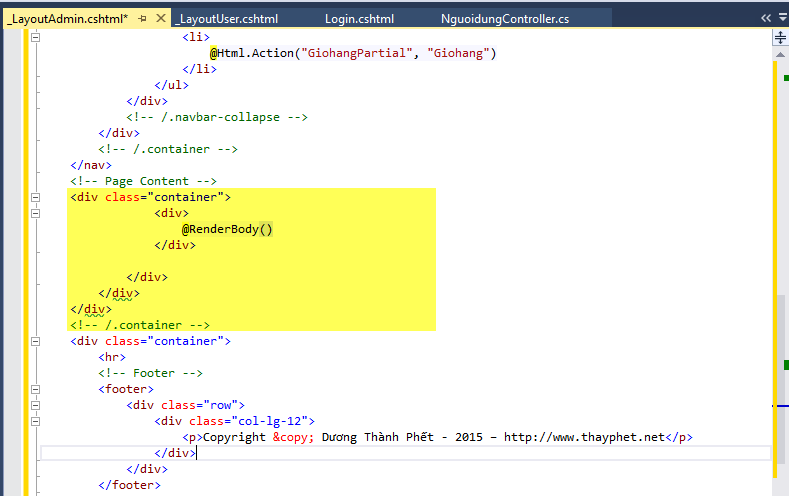 _LayoutAdmin.cshtml* _LayoutUser.cshtml Login.cshtml NguoidungController.cs
<li>
@Html.Action("GiohangPartial", "Giohang")
</li>
</ul>
</div>
<!-- /.navbar-collapse -->
</div>
<!-- /.container -->
</nav>
<!-- Page Content -->
<div class="container">
<div>
@RenderBody()
</div>
</div>
</div>
</div>
<!-- /.container -->
<div class="container">
<hr>
<!-- Footer -->
<footer>
<div class="row">
<div class="col-lg-12">
<p>Copyright &copy; Dương Thành Phết - 2015 – http://www.thayphet.net</p>
</div>
</div>
</footer>